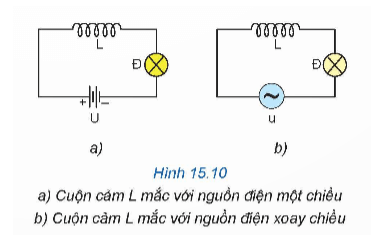 L
Đ
+ −
U
a)
L
Đ
~
u
b)
Hình 15.10
a) Cuộn cảm L mắc với nguồn điện một chiều
b) Cuộn cảm L mắc với nguồn điện xoay chiều